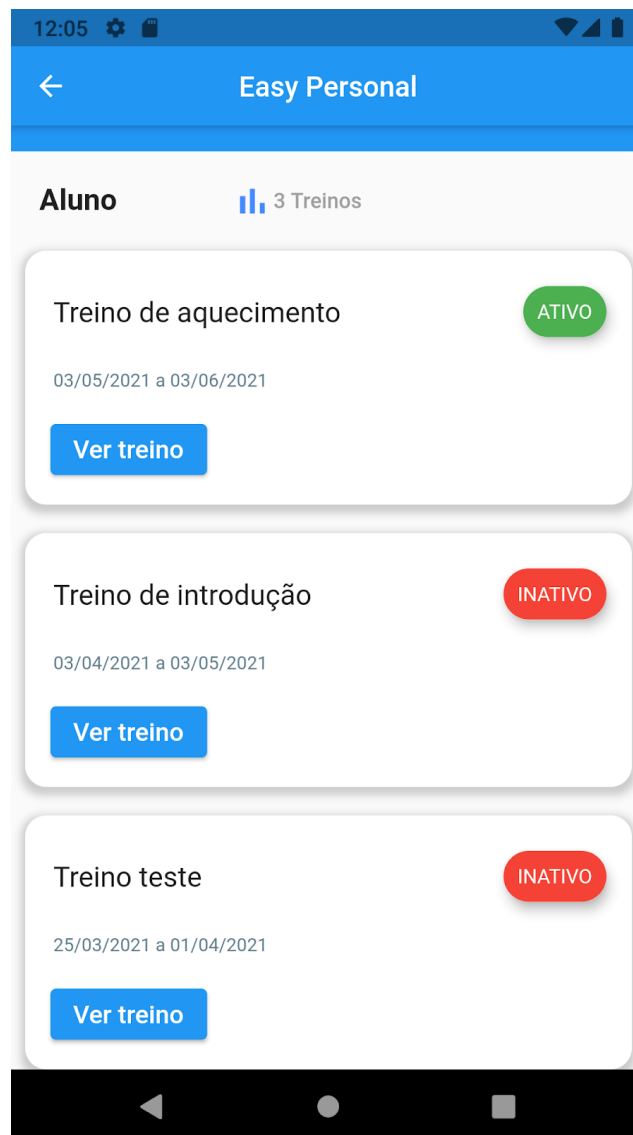 12:05
Easy Personal
Aluno 3 Treinos
Treino de aquecimento ATIVO
03/05/2021 a 03/06/2021
Ver treino
Treino de introdução INATIVO
03/04/2021 a 03/05/2021
Ver treino
Treino teste INATIVO
25/03/2021 a 01/04/2021
Ver treino